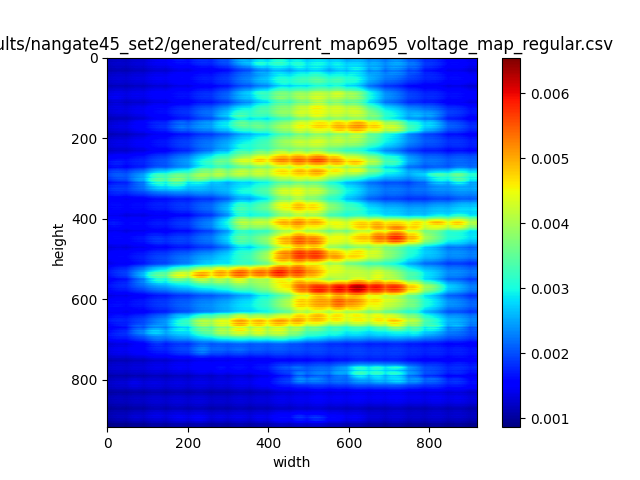 ults/nangate45_set2/generated/current_map695_voltage_map_regular.csv
0
200
400
600
800
height
0 200 400 600 800
width
0.006
0.005
0.004
0.003
0.002
0.001